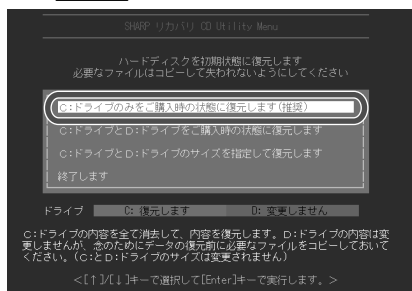 SHARP リカバリ CD Utility Menu
ハードディスクを初期状態に復元します
必要なファイルはコピーして失われないようにしてください
C:ドライブのみをご購入時の状態に復元します(推奨)
C:ドライブとD:ドライブをご購入時の状態に復元します
C:ドライブとD:ドライブのサイズを指定して復元します
終了します
ドライブ C: 復元します D: 変更しません
C:ドライブの内容を全て消去して、内容を復元します。D:ドライブの内容は変
更しませんが、念のためにデータの復元前に必要なファイルをコピーしておいて
ください。(C:とD:ドライブのサイズは変更されません)
<[↑]/[↓]キーで選択して[Enter]キーで実行します。>